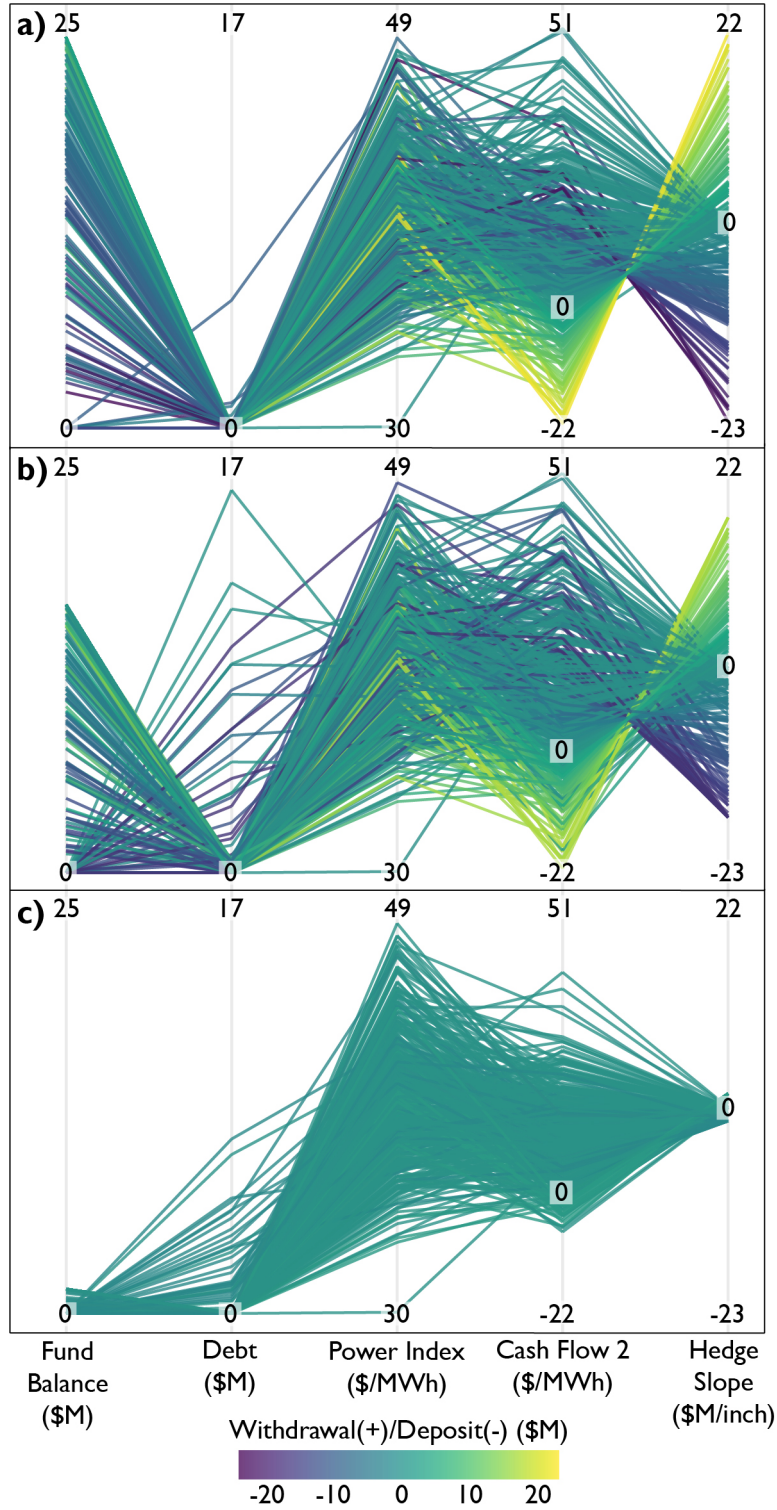 a) 25 17 49 51 22
0
0
0 0 30 -22 -23
b) 25 17 49 51 22
0
0
0 0 30 -22 -23
c) 25 17 49 51 22
0
0
0 0 30 -22 -23
Fund Debt Power Index Cash Flow 2 Hedge
Balance ($M) ($/MWh) ($/MWh) Slope
($M) ($M/inch)
Withdrawal(+)/Deposit(-) ($M)
-20 -10 0 10 20